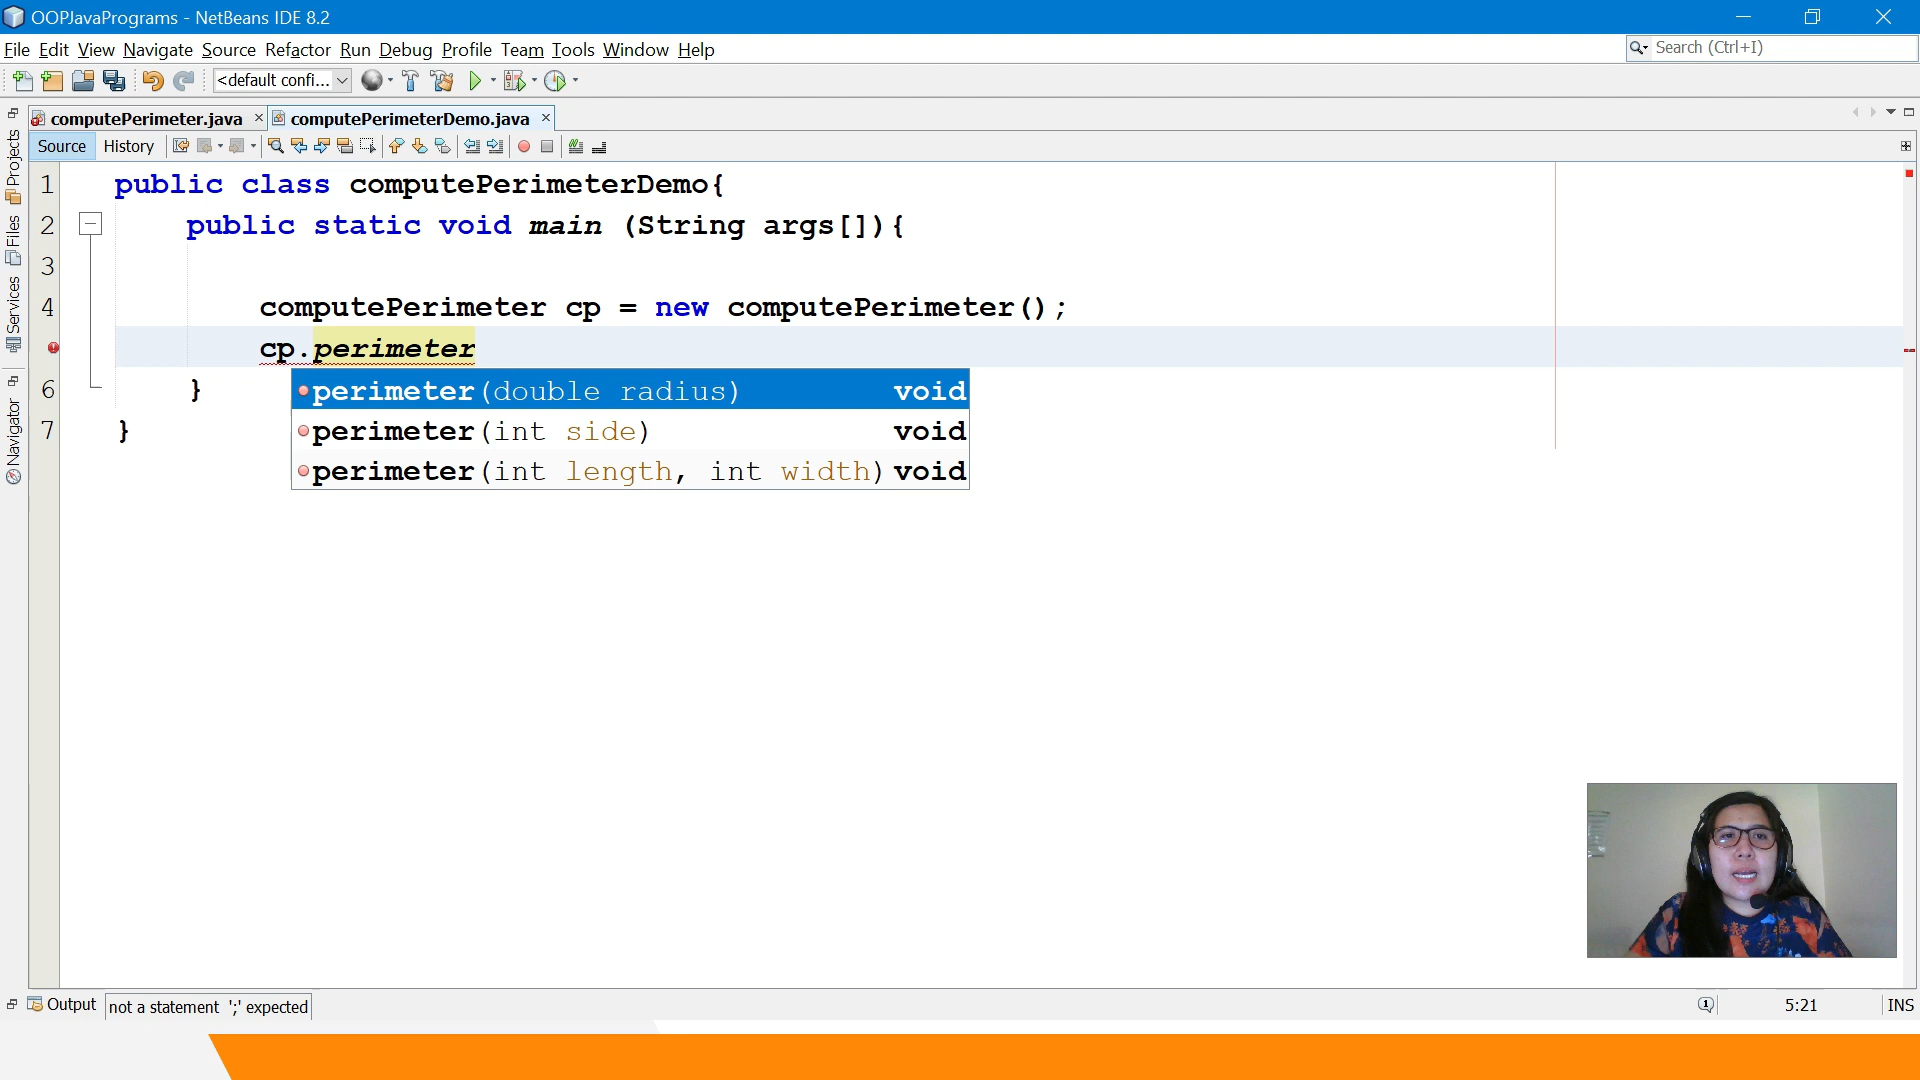 OOPJavaPrograms - NetBeans IDE 8.2
File Edit View Navigate Source Refactor Run Debug Profile Team Tools Window Help
Search (Ctrl+I)
<default confi...
computePerimeter.java
computePerimeterDemo.java
Source History
Projects
Files
Services
Navigator
1 public class computePerimeterDemo{
2 public static void main (String args[]){
3
4 computePerimeter cp = new computePerimeter();
cp.perimeter
perimeter(double radius) void
perimeter(int side) void
perimeter(int length, int width) void
6 }
7 }
Output
not a statement ';' expected
5:21
INS